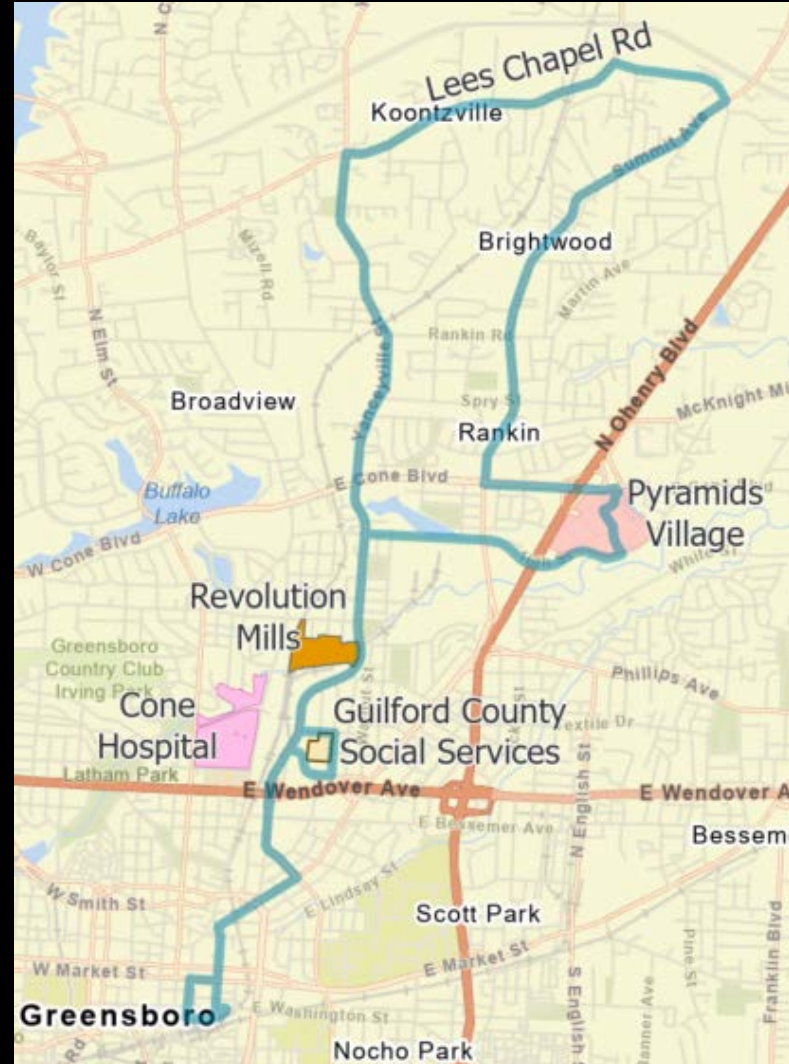 N C
Lees Chapel Rd
Koontzville
Summit Ave
Baylor St
Mizell Rd
Brightwood
Martin Ave
N Elm St
Rankin Rd
Yanceyville
N Ohenry Blvd
Broadview
Spry St
McKnight Mi
Rankin
E Cone Blvd
Buffalo
Lake
Pyramids
Village
W Cone Blvd
White St
Revolution
Mills
Greensboro
Country Club
Irving Park
Phillips Ave
Cone
Hospital
Guilford County
Social Services
Textile Dr
Latham Park
E Wendover Ave
E Wendover A
N English St
E Bessemer Ave
Bessem
E Lindsay St
W Smith St
Scott Park
Pine St
Franklin Blvd
W Market St
E Market St
S English
Greensboro
E Washington St
Nocho Park
Rd